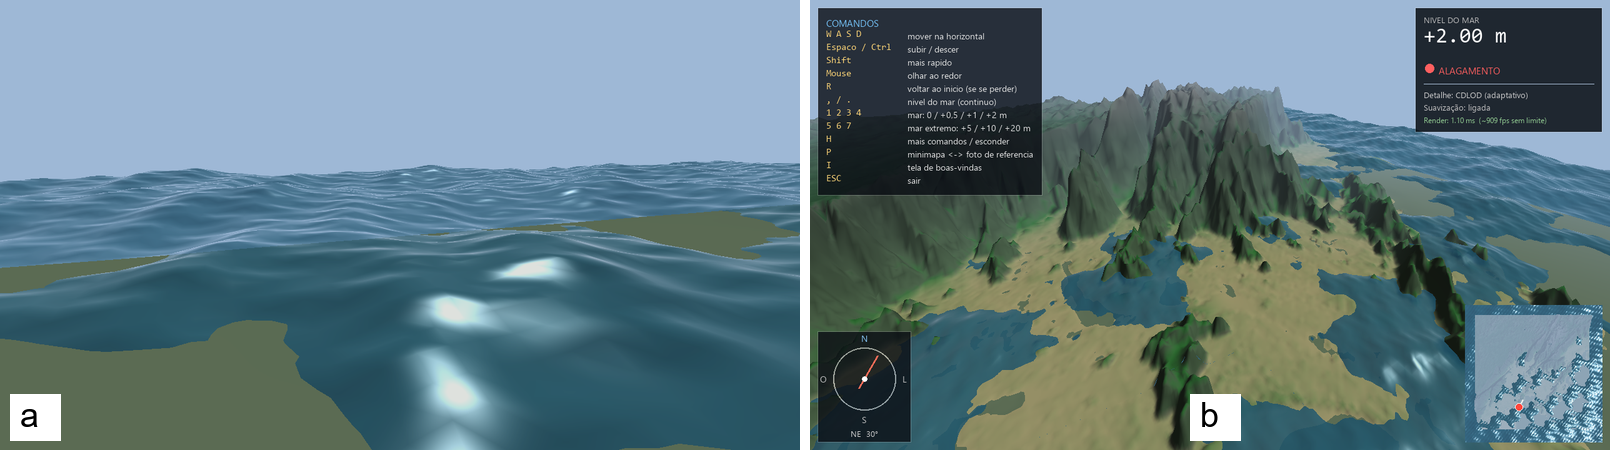 a
COMANDOS
W A S D mover na horizontal
Espaco / Ctrl subir / descer
Shift mais rapido
Mouse olhar ao redor
R voltar ao inicio (se se perder)
, / . nivel do mar (continuo)
1 2 3 4 mar: 0 / +0,5 / +1 / +2 m
5 6 7 mar extremo: +5 / +10 / +20 m
H mais comandos / esconder
P minimapa <-> foto de referencia
I tela de boas-vindas
ESC sair
NIVEL DO MAR
+2.00 m
ALAGAMENTO
Detalhe: CDLOD (adaptativo)
Suavização: ligada
Render: 1.10 ms (~909 fps sem limite)
N
O L
S
NE 30°
b